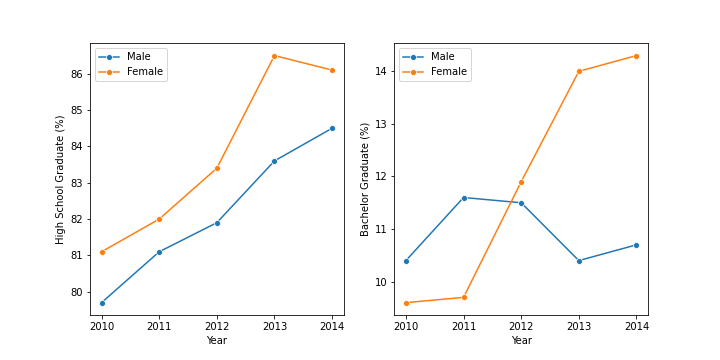 Male
Female
High School Graduate (%)
86
85
84
83
82
81
80
2010 2011 2012 2013 2014
Year
Male
Female
Bachelor Graduate (%)
14
13
12
11
10
2010 2011 2012 2013 2014
Year